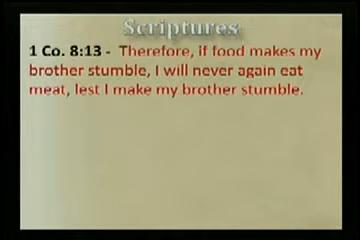 Scriptures
1 Co. 8:13 - Therefore, if food makes my
brother stumble, I will never again eat
meat, lest I make my brother stumble.